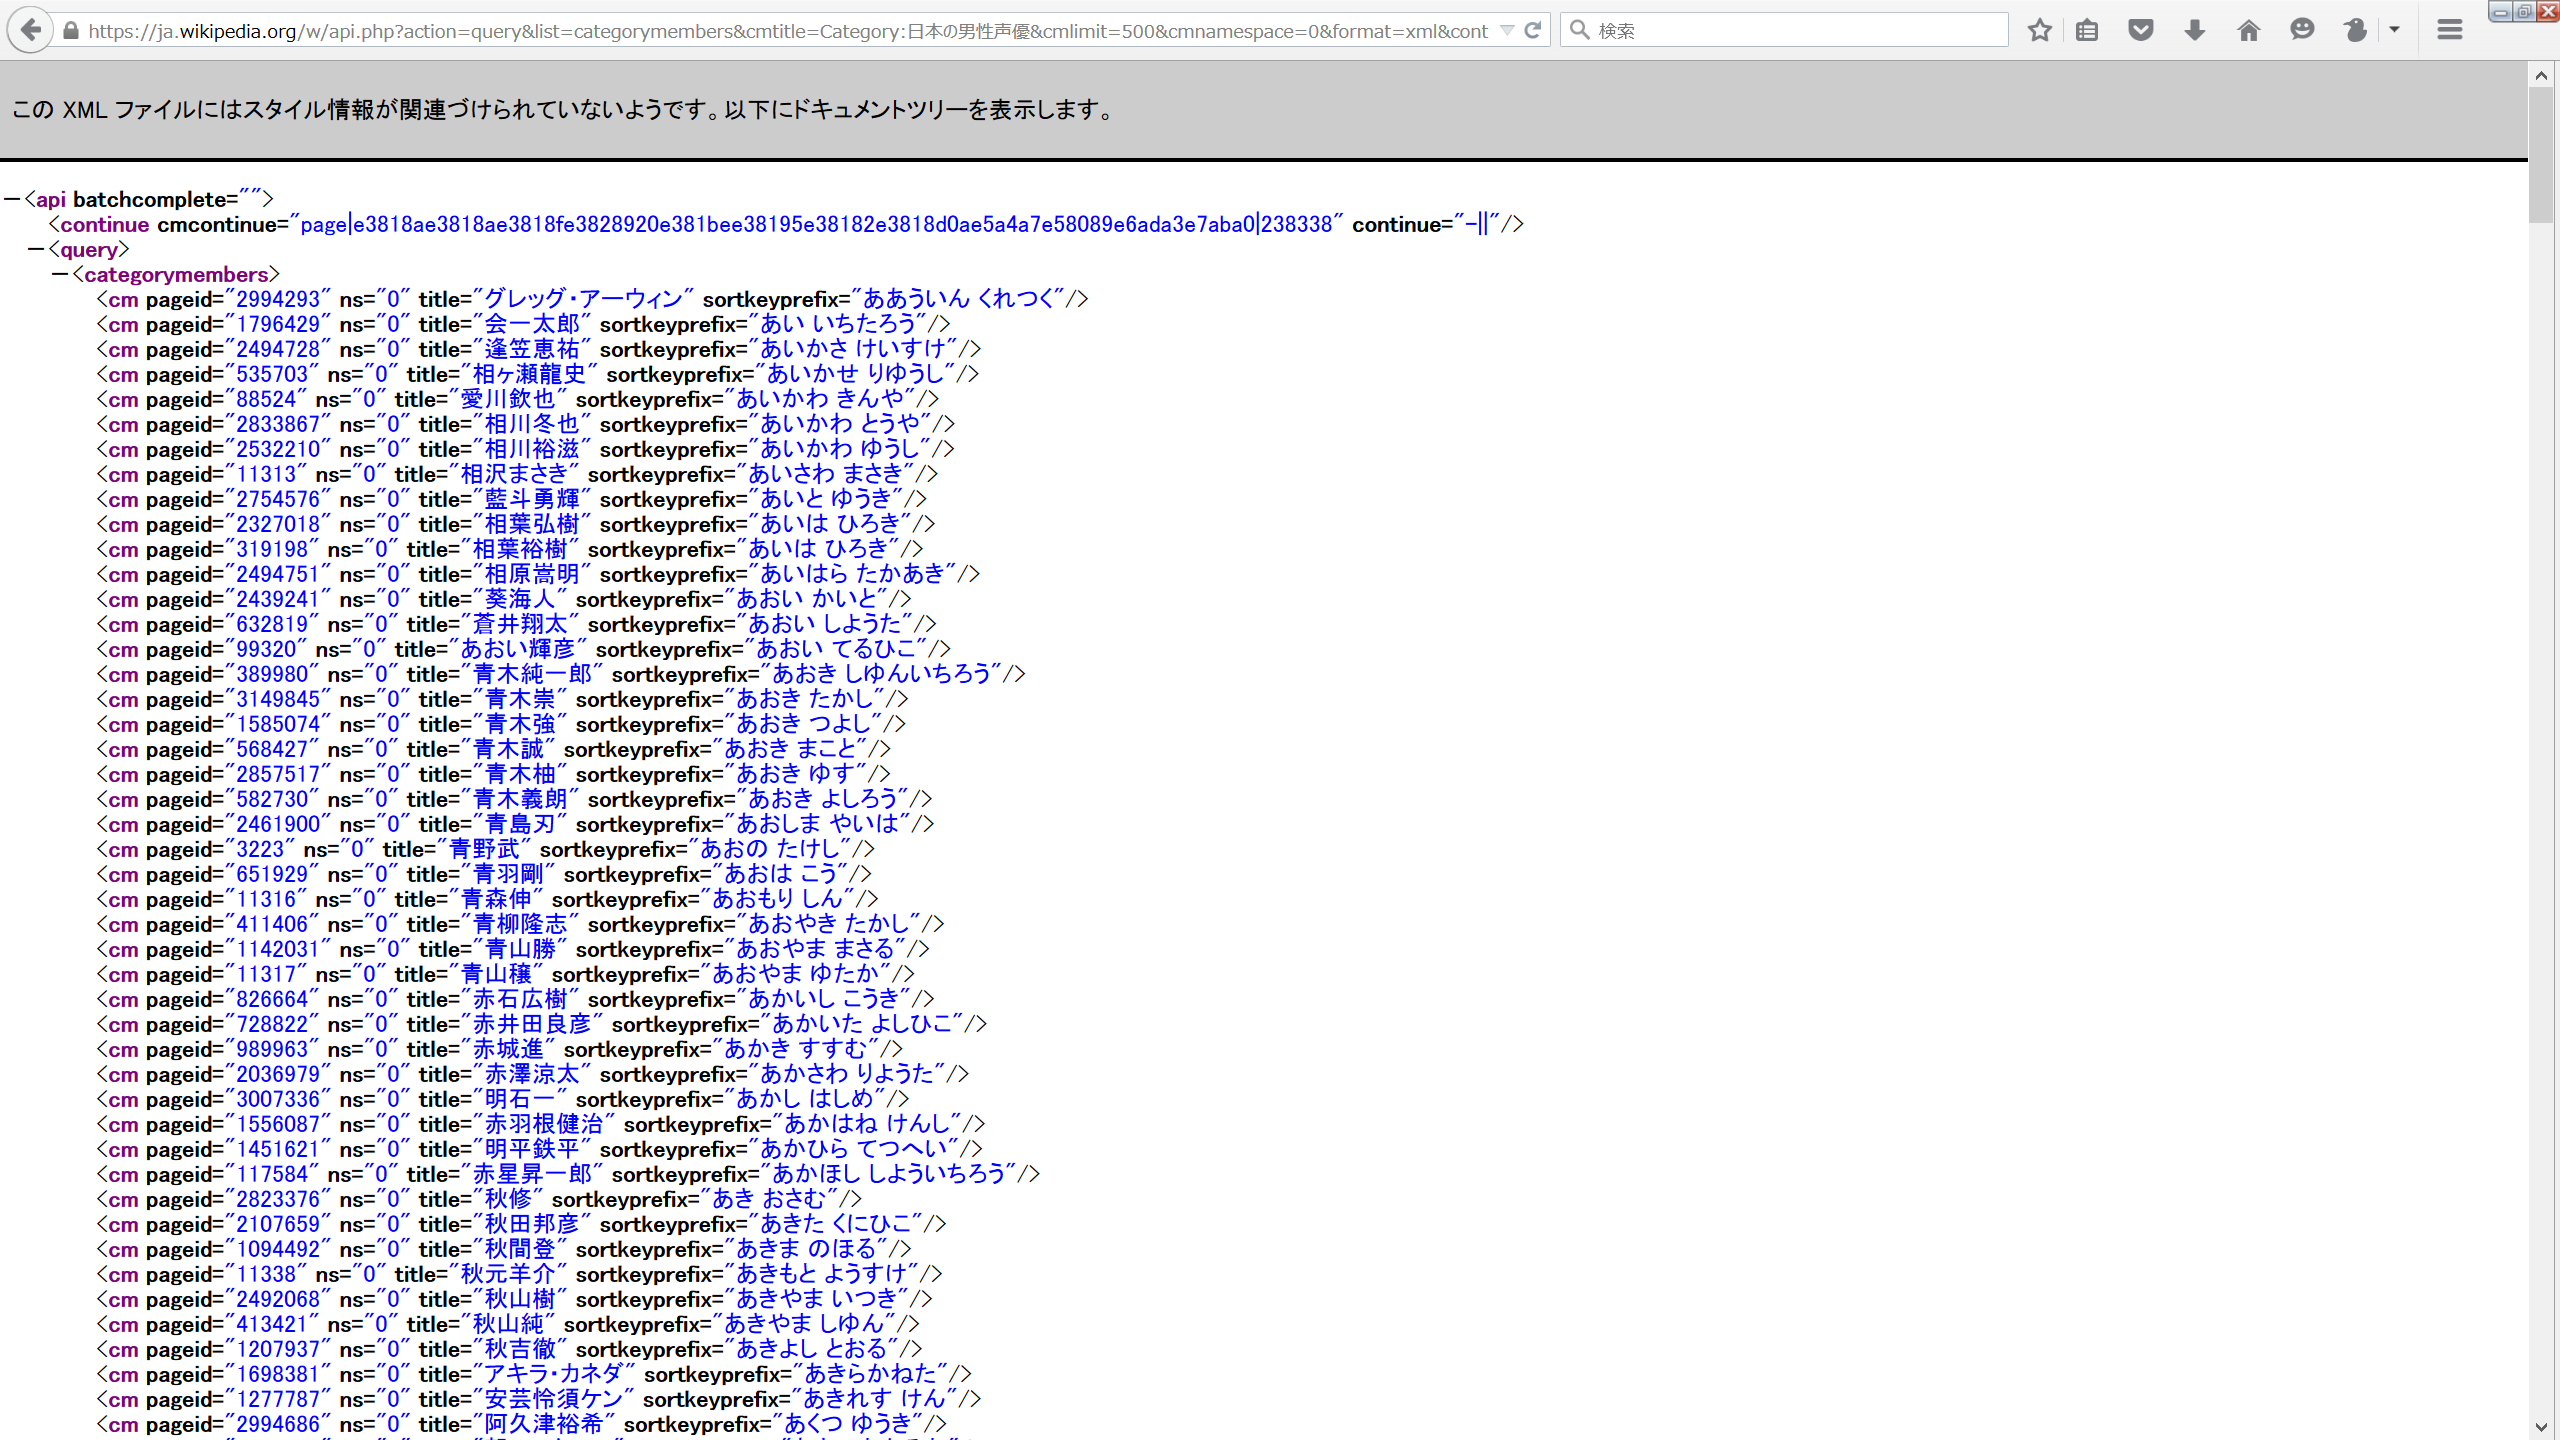 https://ja.wikipedia.org/w/api.php?action=query&list=categorymembers&cmtitle=Category:日本の男性声優&cmlimit=500&cmnamespace=0&format=xml&cont
検索
この XML ファイルにはスタイル情報が関連づけられていないようです。以下にドキュメントツリーを表示します。
－<api batchcomplete="">
<continue cmcontinue="page|e3818ae3818ae3818fe3828920e381bee38195e38182e3818d0ae5a4a7e58089e6ada3e7aba0|238338" continue="-||"/>
－<query>
－<categorymembers>
<cm pageid="2994293" ns="0" title="グレッグ・アーウィン" sortkeyprefix="ああういん くれつく"/>
<cm pageid="1796429" ns="0" title="会一太郎" sortkeyprefix="あい いちたろう"/>
<cm pageid="2494728" ns="0" title="逢笠恵祐" sortkeyprefix="あいかさ けいすけ"/>
<cm pageid="535703" ns="0" title="相ヶ瀬龍史" sortkeyprefix="あいかせ りゆうし"/>
<cm pageid="88524" ns="0" title="愛川欽也" sortkeyprefix="あいかわ きんや"/>
<cm pageid="2833867" ns="0" title="相川冬也" sortkeyprefix="あいかわ とうや"/>
<cm pageid="2532210" ns="0" title="相川裕滋" sortkeyprefix="あいかわ ゆうし"/>
<cm pageid="11313" ns="0" title="相沢まさき" sortkeyprefix="あいさわ まさき"/>
<cm pageid="2754576" ns="0" title="藍斗勇輝" sortkeyprefix="あいと ゆうき"/>
<cm pageid="2327018" ns="0" title="相葉弘樹" sortkeyprefix="あいは ひろき"/>
<cm pageid="319198" ns="0" title="相葉裕樹" sortkeyprefix="あいは ひろき"/>
<cm pageid="2494751" ns="0" title="相原嵩明" sortkeyprefix="あいはら たかあき"/>
<cm pageid="2439241" ns="0" title="葵海人" sortkeyprefix="あおい かいと"/>
<cm pageid="632819" ns="0" title="蒼井翔太" sortkeyprefix="あおい しようた"/>
<cm pageid="99320" ns="0" title="あおい輝彦" sortkeyprefix="あおい てるひこ"/>
<cm pageid="389980" ns="0" title="青木純一郎" sortkeyprefix="あおき しゆんいちろう"/>
<cm pageid="3149845" ns="0" title="青木崇" sortkeyprefix="あおき たかし"/>
<cm pageid="1585074" ns="0" title="青木強" sortkeyprefix="あおき つよし"/>
<cm pageid="568427" ns="0" title="青木誠" sortkeyprefix="あおき まこと"/>
<cm pageid="2857517" ns="0" title="青木柚" sortkeyprefix="あおき ゆす"/>
<cm pageid="582730" ns="0" title="青木義朗" sortkeyprefix="あおき よしろう"/>
<cm pageid="2461900" ns="0" title="青島刃" sortkeyprefix="あおしま やいは"/>
<cm pageid="3223" ns="0" title="青野武" sortkeyprefix="あおの たけし"/>
<cm pageid="651929" ns="0" title="青羽剛" sortkeyprefix="あおは こう"/>
<cm pageid="11316" ns="0" title="青森伸" sortkeyprefix="あおもり しん"/>
<cm pageid="411406" ns="0" title="青柳隆志" sortkeyprefix="あおやき たかし"/>
<cm pageid="1142031" ns="0" title="青山勝" sortkeyprefix="あおやま まさる"/>
<cm pageid="11317" ns="0" title="青山穣" sortkeyprefix="あおやま ゆたか"/>
<cm pageid="826664" ns="0" title="赤石広樹" sortkeyprefix="あかいし こうき"/>
<cm pageid="728822" ns="0" title="赤井田良彦" sortkeyprefix="あかいた よしひこ"/>
<cm pageid="989963" ns="0" title="赤城進" sortkeyprefix="あかき すすむ"/>
<cm pageid="2036979" ns="0" title="赤澤涼太" sortkeyprefix="あかさわ りようた"/>
<cm pageid="3007336" ns="0" title="明石一" sortkeyprefix="あかし はしめ"/>
<cm pageid="1556087" ns="0" title="赤羽根健治" sortkeyprefix="あかはね けんし"/>
<cm pageid="1451621" ns="0" title="明平鉄平" sortkeyprefix="あかひら てつへい"/>
<cm pageid="117584" ns="0" title="赤星昇一郎" sortkeyprefix="あかほし しよういちろう"/>
<cm pageid="2823376" ns="0" title="秋修" sortkeyprefix="あき おさむ"/>
<cm pageid="2107659" ns="0" title="秋田邦彦" sortkeyprefix="あきた くにひこ"/>
<cm pageid="1094492" ns="0" title="秋間登" sortkeyprefix="あきま のほる"/>
<cm pageid="11338" ns="0" title="秋元羊介" sortkeyprefix="あきもと ようすけ"/>
<cm pageid="2492068" ns="0" title="秋山樹" sortkeyprefix="あきやま いつき"/>
<cm pageid="413421" ns="0" title="秋山純" sortkeyprefix="あきやま しゆん"/>
<cm pageid="1207937" ns="0" title="秋吉徹" sortkeyprefix="あきよし とおる"/>
<cm pageid="1698381" ns="0" title="アキラ・カネダ" sortkeyprefix="あきらかねた"/>
<cm pageid="1277787" ns="0" title="安芸怜須ケン" sortkeyprefix="あきれす けん"/>
<cm pageid="2994686" ns="0" title="阿久津裕希" sortkeyprefix="あくつ ゆうき"/>